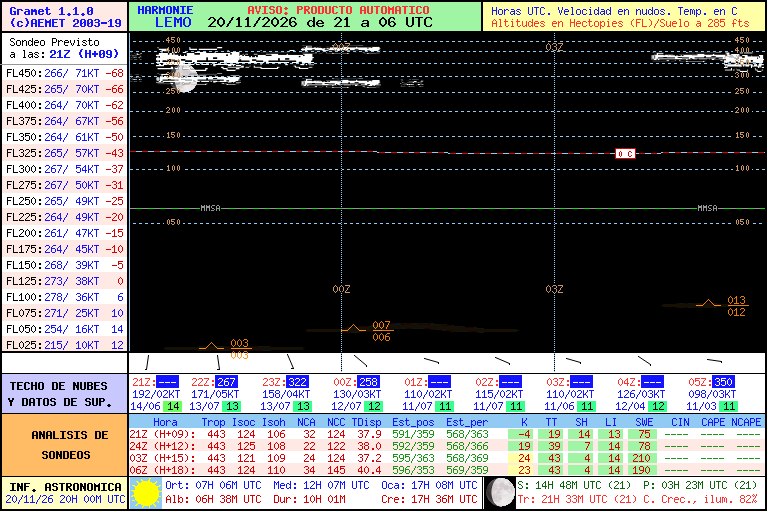 Gramet 1.1.0
(c)AEMET 2003-19
HARMONIE
LEMO
AVISO: PRODUCTO AUTOMATICO
20/11/2026 de 21 a 06 UTC
Horas UTC. Velocidad en nudos. Temp. en C
Altitudes en Hectopies (FL)/Suelo a 285 fts
Sondeo Previsto
a las: 21Z (H+09)
FL450:266/ 71KT -68
FL425:265/ 70KT -66
FL400:264/ 70KT -62
FL375:264/ 67KT -56
FL350:264/ 61KT -50
FL325:265/ 57KT -43
FL300:267/ 54KT -37
FL275:267/ 50KT -31
FL250:265/ 49KT -25
FL225:264/ 49KT -20
FL200:261/ 47KT -15
FL175:264/ 45KT -10
FL150:268/ 39KT -5
FL125:273/ 38KT 0
FL100:278/ 36KT 6
FL075:271/ 25KT 10
FL050:254/ 16KT 14
FL025:215/ 10KT 12
00Z 03Z
450 450
400 400
350 350
300 300
250 250
200 200
150 150
0 C
100 100
MMSA MMSA
050 050
00Z 03Z
013
012
007
006
003
TECHO DE NUBES
Y DATOS DE SUP.
21Z:--- 22Z:267 23Z:322 00Z:258 01Z:--- 02Z:--- 03Z:--- 04Z:--- 05Z:350
192/02KT 171/05KT 158/04KT 130/03KT 110/02KT 115/02KT 110/02KT 126/03KT 098/03KT
14/06 14 13/07 13 13/07 13 12/07 12 11/07 11 11/07 11 11/07 11 12/04 12 11/03 11
ANALISIS DE
SONDEOS
Hora Trop Isoc Isoh NCA NCC TDisp Est_pos Est_per K TT SH LI SWE CIN CAPE NCAPE
21Z (H+09): 443 124 106 32 124 37.9 591/359 568/363 -4 19 14 13 75 ---- ---- ----
24Z (H+12): 443 125 108 22 108 38.0 592/360 568/363 19 39 7 14 78 ---- ---- ----
03Z (H+15): 443 121 109 24 122 37.2 595/363 569/360 24 43 4 14 210 ---- ---- ----
06Z (H+18): 443 124 110 34 145 40.4 596/353 569/359 23 43 4 14 190 ---- ---- ----
INF. ASTRONOMICA
20/11/26 20H 00M UTC
Ort: 07H 06M UTC Med: 12H 07M UTC Oca: 17H 08M UTC
Alb: 06H 38M UTC Dur: 10H 01M Cre: 17H 36M UTC
S: 14H 48M UTC (21) P: 03H 23M UTC (21)
Tr: 21H 33M UTC (21) C. Crec., ilum. 82%